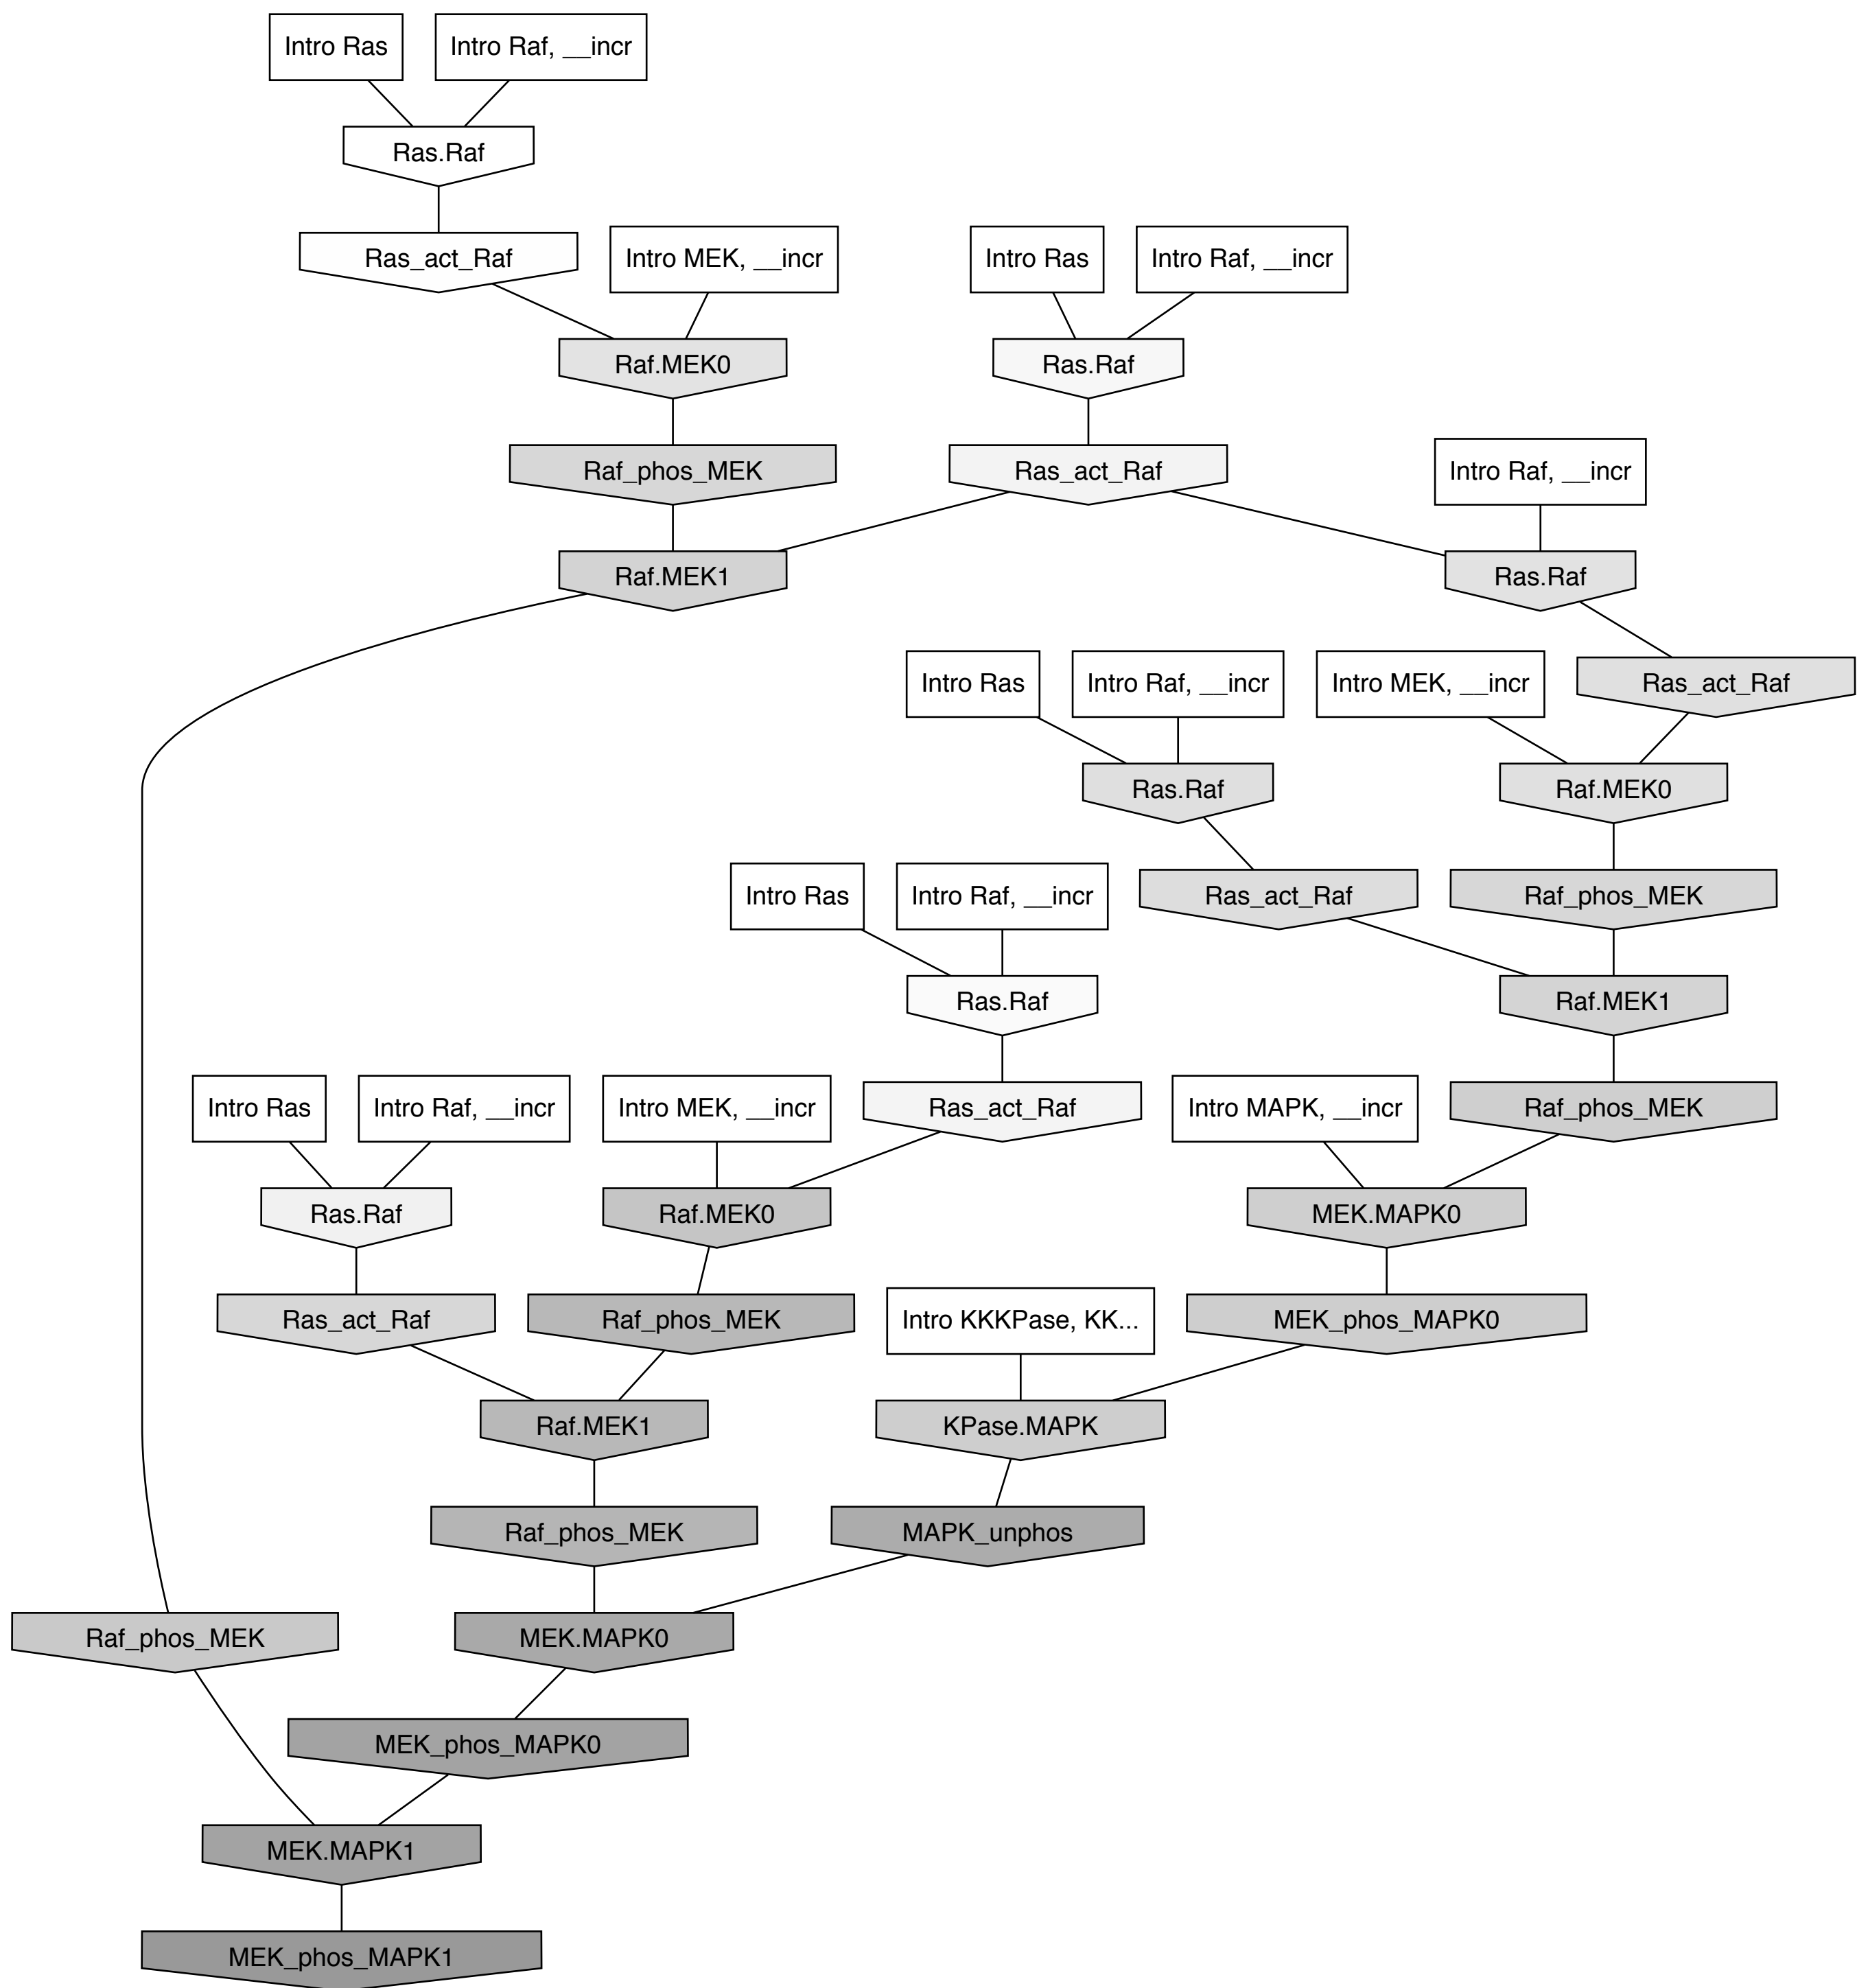 Intro Ras
Intro Raf, __incr
Ras.Raf
Ras_act_Raf
Intro MEK, __incr
Intro Ras
Intro Raf, __incr
Raf.MEK0
Ras.Raf
Raf_phos_MEK
Ras_act_Raf
Intro Raf, __incr
Raf.MEK1
Ras.Raf
Intro Ras
Intro Raf, __incr
Intro MEK, __incr
Ras_act_Raf
Ras.Raf
Raf.MEK0
Intro Ras
Intro Raf, __incr
Ras_act_Raf
Raf_phos_MEK
Ras.Raf
Raf.MEK1
Intro Ras
Intro Raf, __incr
Intro MEK, __incr
Ras_act_Raf
Intro MAPK, __incr
Raf_phos_MEK
Ras.Raf
Raf.MEK0
MEK.MAPK0
Ras_act_Raf
Raf_phos_MEK
Intro KKKPase, KK...
MEK_phos_MAPK0
Raf.MEK1
KPase.MAPK
Raf_phos_MEK
MAPK_unphos
Raf_phos_MEK
MEK.MAPK0
MEK_phos_MAPK0
MEK.MAPK1
MEK_phos_MAPK1